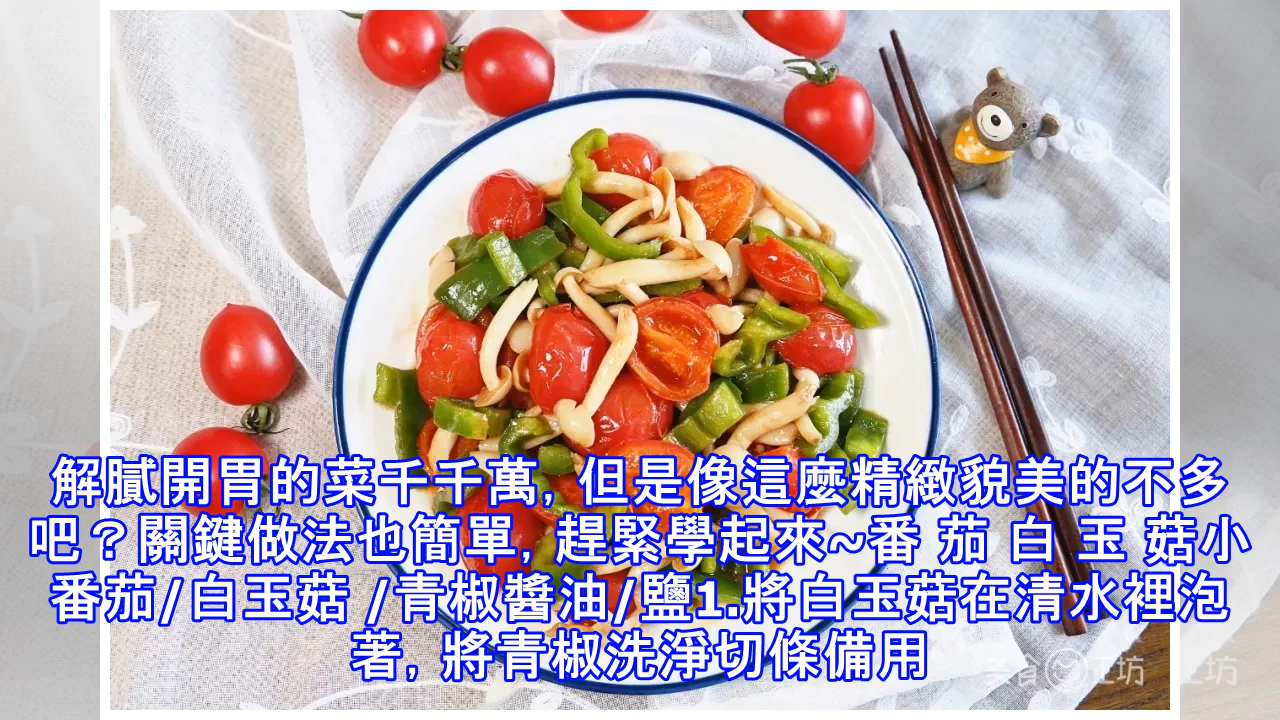 解膩開胃的菜千千萬, 但是像這麼精緻貌美的不多
吧？關鍵做法也簡單, 趕緊學起來~番 茄 白 玉 菇小
番茄/白玉菇 /青椒醬油/鹽1.將白玉菇在清水裡泡
著, 將青椒洗淨切條備用